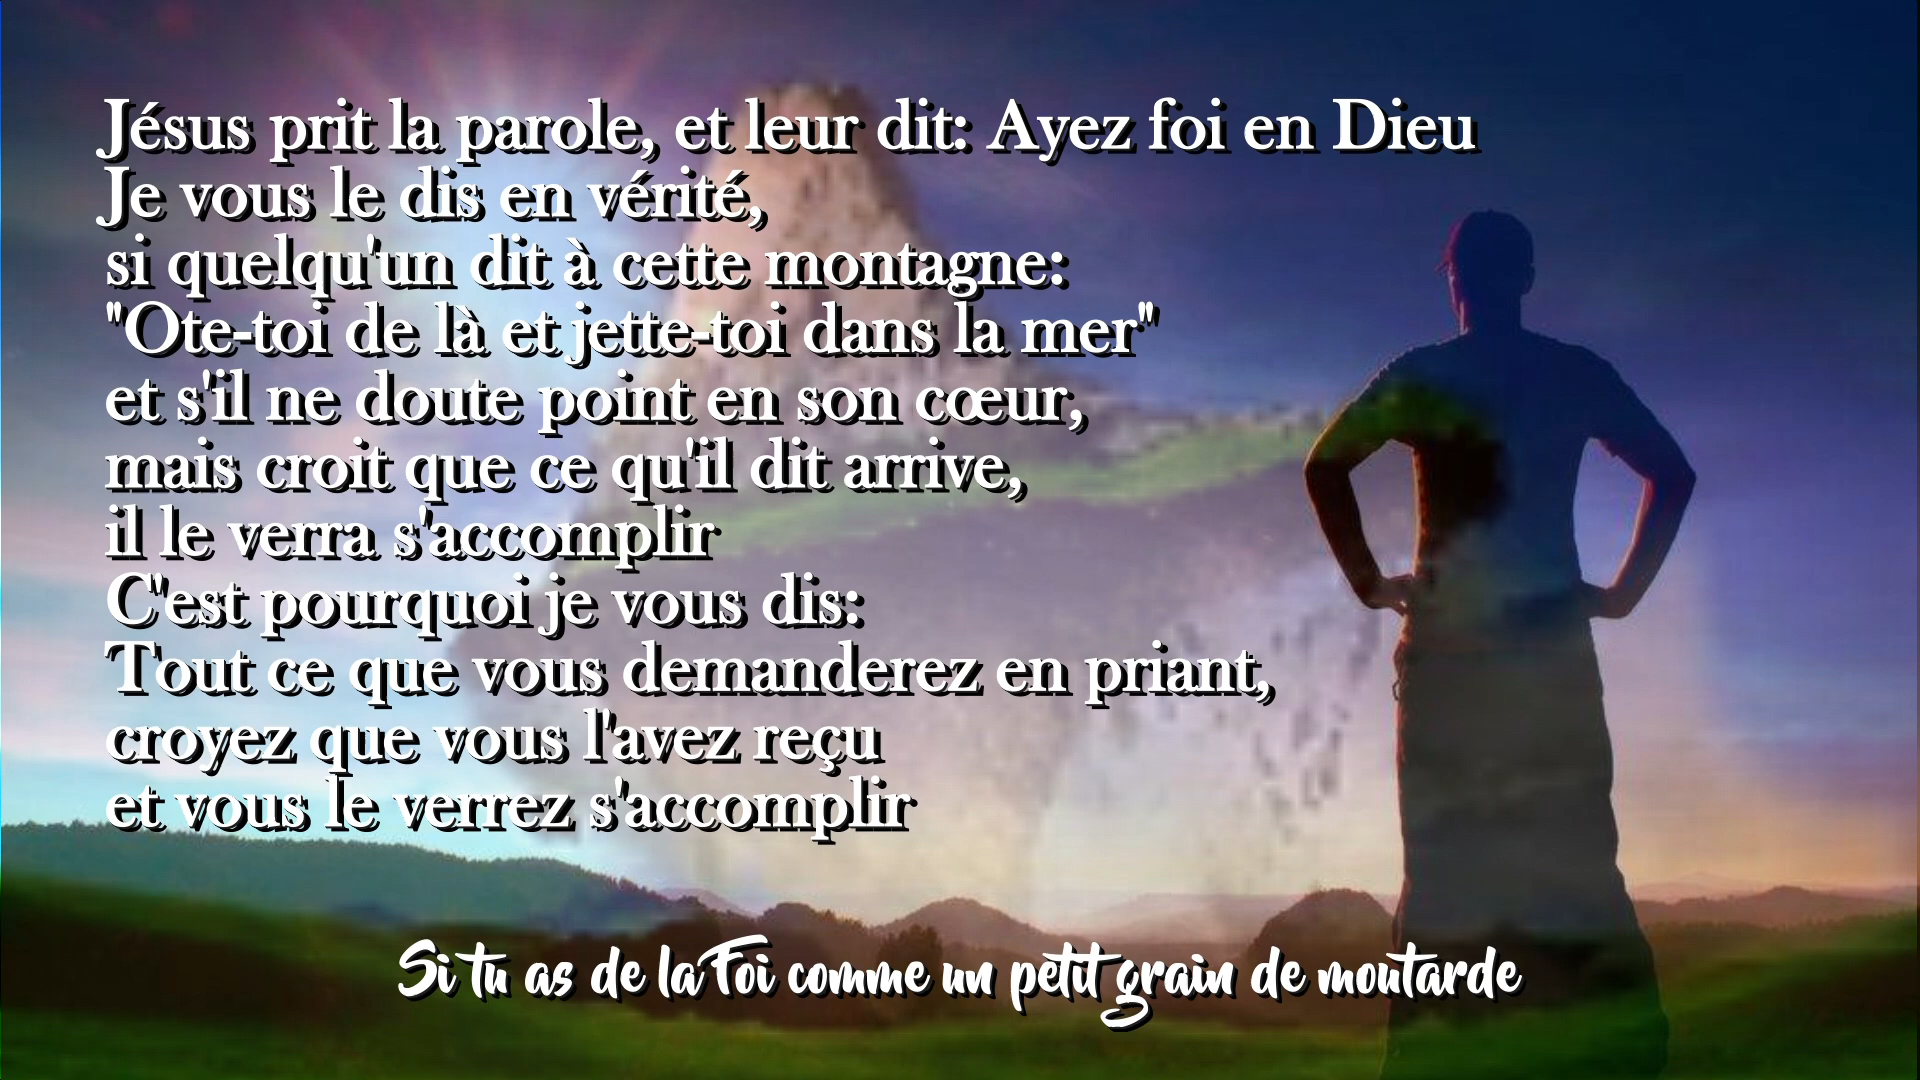 Jésus prit la parole, et leur dit: Ayez foi en Dieu
Je vous le dis en vérité,
si quelqu'un dit à cette montagne:
"Ote-toi de là et jette-toi dans la mer"
et s'il ne doute point en son cœur,
mais croit que ce qu'il dit arrive,
il le verra s'accomplir
C'est pourquoi je vous dis:
Tout ce que vous demanderez en priant,
croyez que vous l'avez reçu
et vous le verrez s'accomplir
Si tu as de la Foi comme un petit grain de moutarde